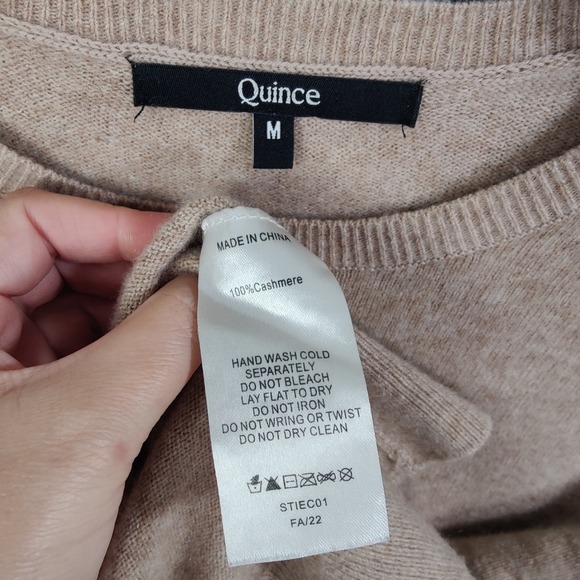 Quince
M
MADE IN CHINA
100%Cashmere
HAND WASH COLD
SEPARATELY
DO NOT BLEACH
LAY FLAT TO DRY
DO NOT IRON
DO NOT WRING OR TWIST
DO NOT DRY CLEAN
STIEC01
FA/22